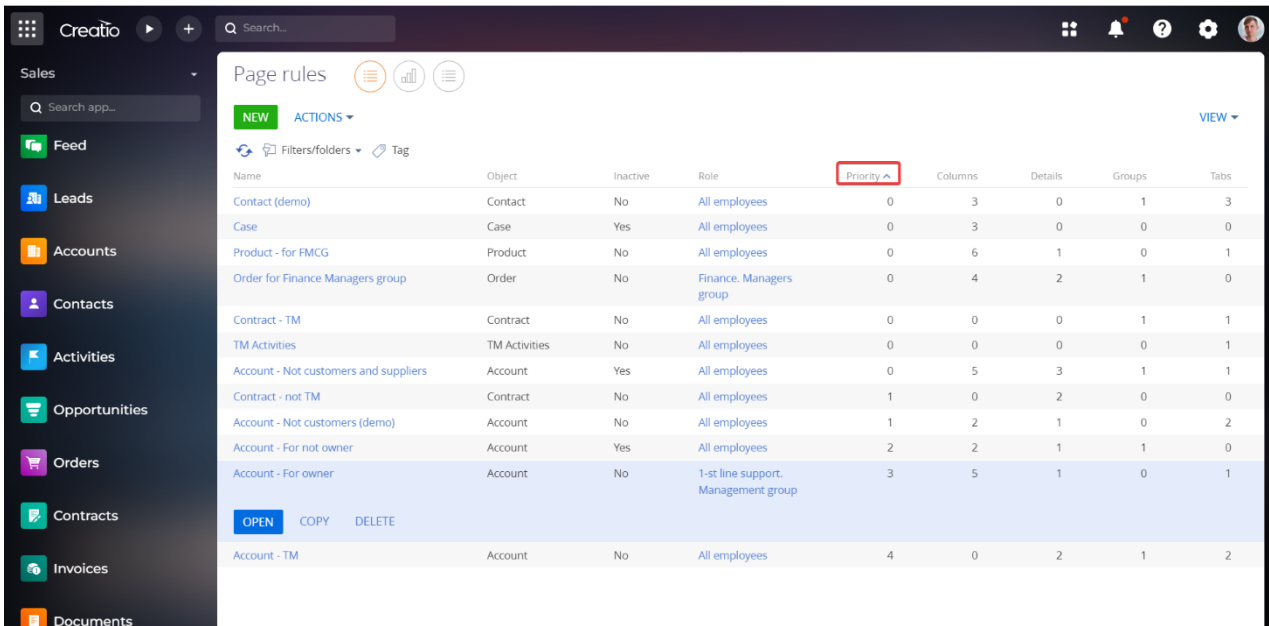 Creatio
Search...
Sales
Search app...
Feed
Leads
Accounts
Contacts
Activities
Opportunities
Orders
Contracts
Invoices
Documents
Page rules
NEW ACTIONS VIEW
Filters/folders Tag
Name Object Inactive Role Priority Columns Details Groups Tabs
Contact (demo) Contact No All employees 0 3 0 1 3
Case Case Yes All employees 0 3 0 0 0
Product - for FMCG Product No All employees 0 6 1 0 1
Order for Finance Managers group Order No Finance. Managers 0 4 2 1 0
group
Contract - TM Contract No All employees 0 0 0 1 1
TM Activities TM Activities No All employees 0 0 0 0 1
Account - Not customers and suppliers Account Yes All employees 0 5 3 1 1
Contract - not TM Contract No All employees 1 0 2 0 0
Account - Not customers (demo) Account No All employees 1 2 1 0 2
Account - For not owner Account Yes All employees 2 2 1 1 0
Account - For owner Account No 1-st line support. 3 5 1 0 1
Management group
OPEN COPY DELETE
Account - TM Account No All employees 4 0 2 1 2